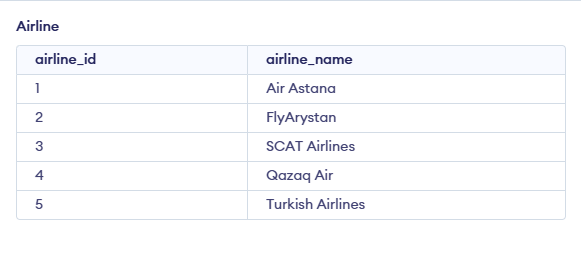 Airline
airline_id airline_name
1 Air Astana
2 FlyArystan
3 SCAT Airlines
4 Qazaq Air
5 Turkish Airlines